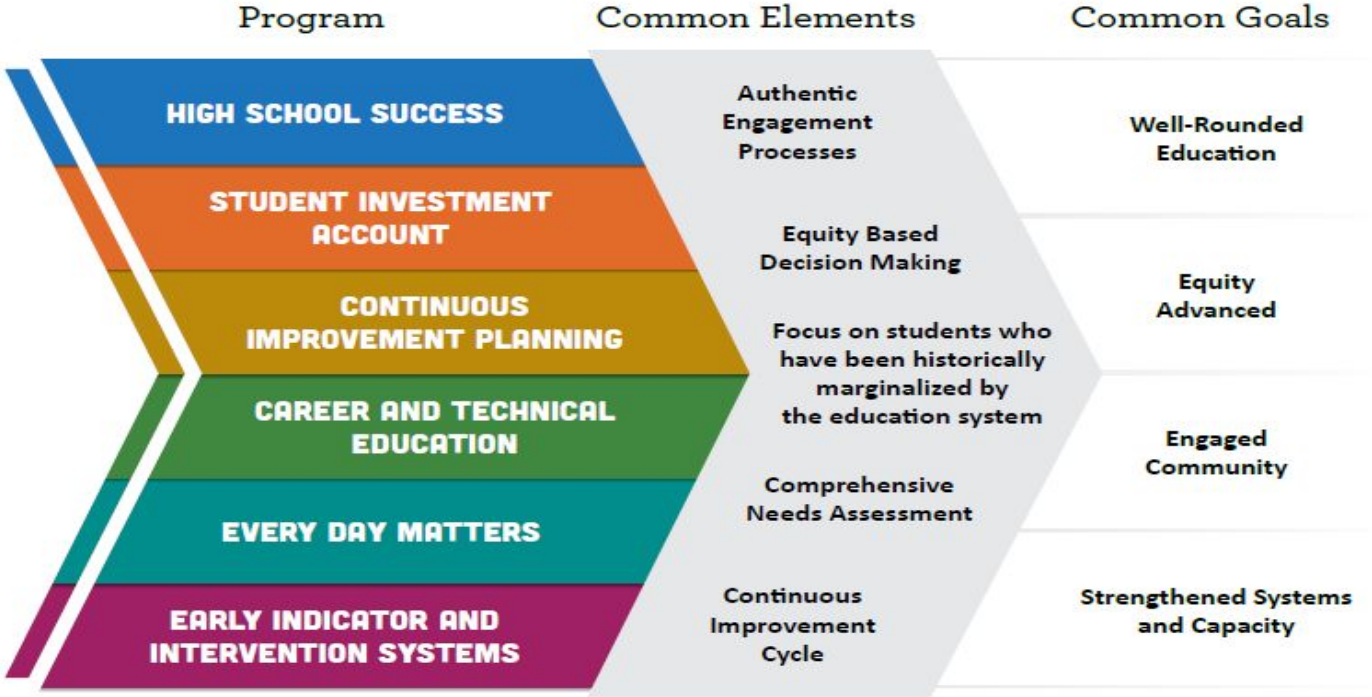 Program
Common Elements
Common Goals
HIGH SCHOOL SUCCESS
STUDENT INVESTMENT
ACCOUNT
CONTINUOUS
IMPROVEMENT PLANNING
CAREER AND TECHNICAL
EDUCATION
EVERY DAY MATTERS
EARLY INDICATOR AND
INTERVENTION SYSTEMS
Authentic
Engagement
Processes
Equity Based
Decision Making
Focus on students who
have been historically
marginalized by
the education system
Comprehensive
Needs Assessment
Continuous
Improvement
Cycle
Well-Rounded
Education
Equity
Advanced
Engaged
Community
Strengthened Systems
and Capacity